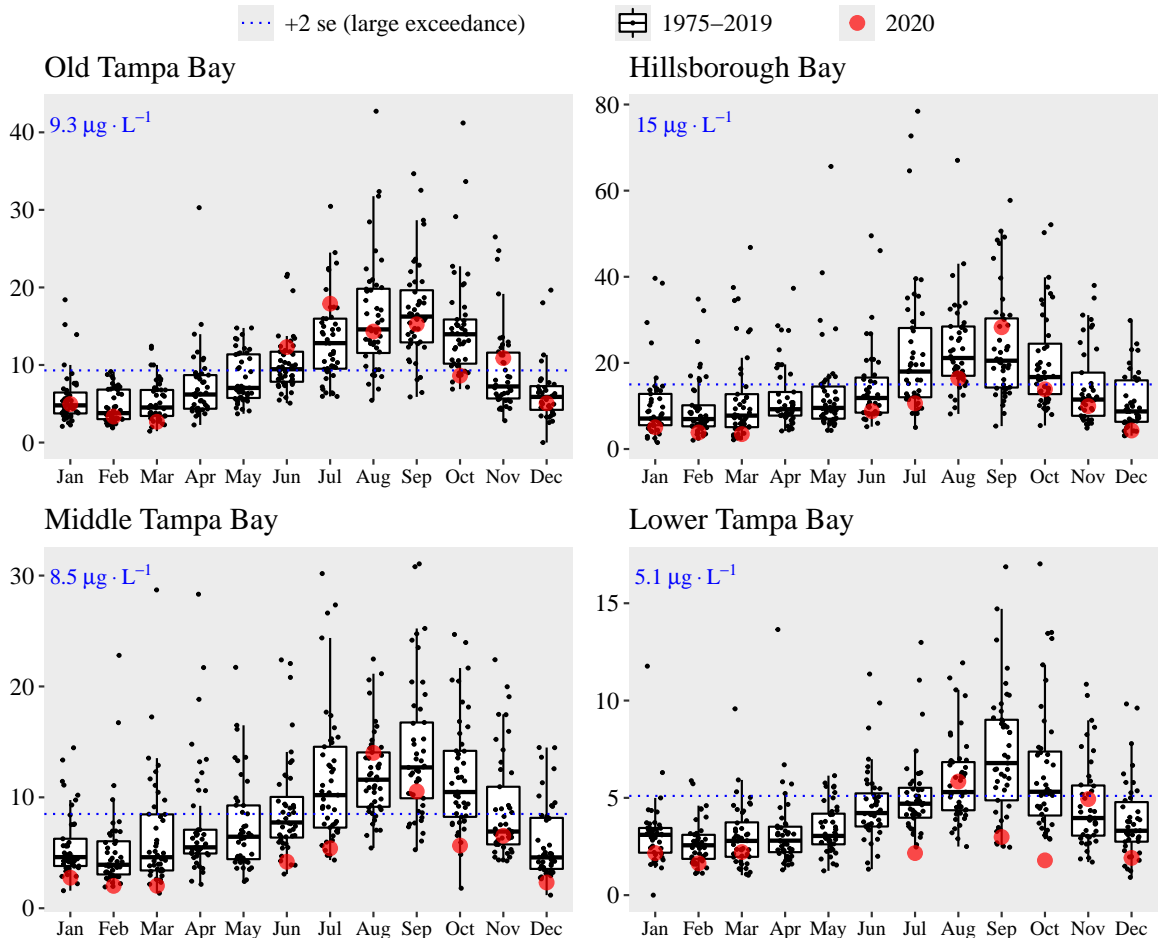 +2 se (large exceedance) 1975–2019 2020
Old Tampa Bay
9.3 μg · L⁻¹
40
30
20
10
0
Jan Feb Mar Apr May Jun Jul Aug Sep Oct Nov Dec
Hillsborough Bay
15 μg · L⁻¹
80
60
40
20
0
Jan Feb Mar Apr May Jun Jul Aug Sep Oct Nov Dec
Middle Tampa Bay
8.5 μg · L⁻¹
30
20
10
0
Jan Feb Mar Apr May Jun Jul Aug Sep Oct Nov Dec
Lower Tampa Bay
5.1 μg · L⁻¹
15
10
5
0
Jan Feb Mar Apr May Jun Jul Aug Sep Oct Nov Dec